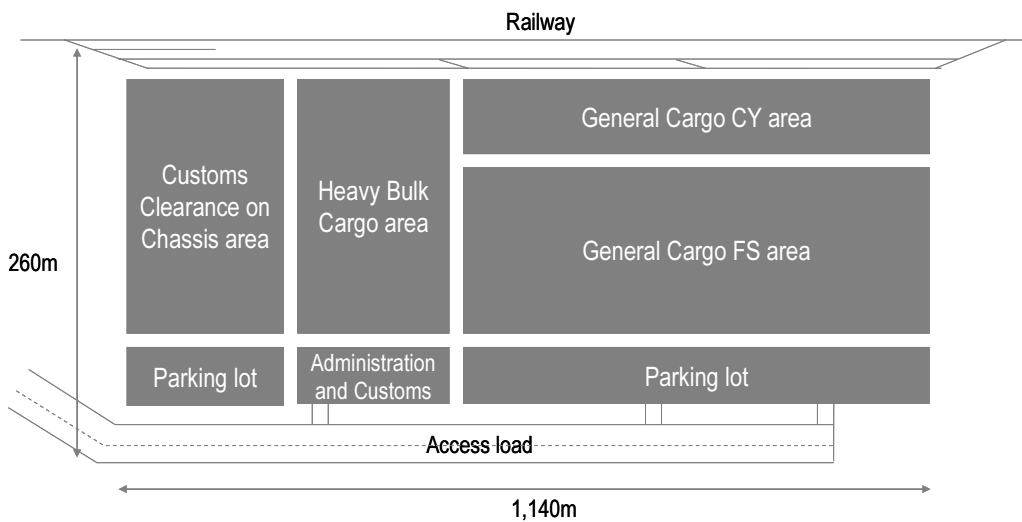 Railway
General Cargo CY area
Customs
Clearance on
Chassis area
Heavy Bulk
Cargo area
General Cargo FS area
260m
Parking lot
Administration
and Customs
Parking lot
Access load
1,140m